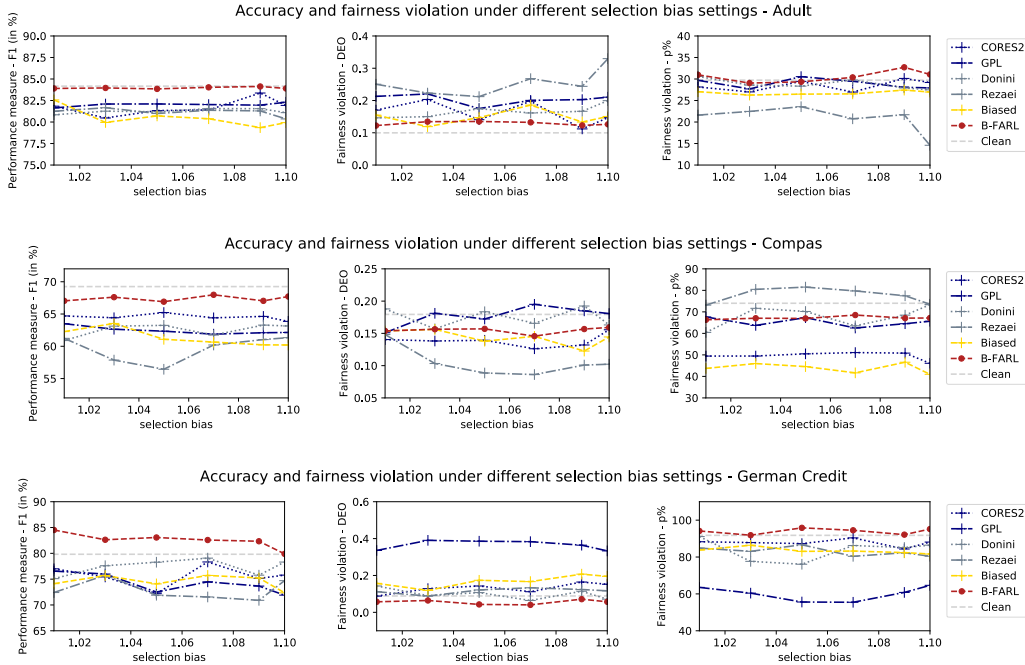 Accuracy and fairness violation under different selection bias settings - Adult
Performance measure - F1 (in %)
90.0
87.5
85.0
82.5
80.0
77.5
75.0
1.02 1.04 1.06 1.08 1.10
selection bias
Fairness violation - DEO
0.4
0.3
0.2
0.1
0.0
1.02 1.04 1.06 1.08 1.10
selection bias
Fairness violation - p%
40
35
30
25
20
15
10
1.02 1.04 1.06 1.08 1.10
selection bias
CORES2
GPL
Donini
Rezaei
Biased
B-FARL
Clean
Accuracy and fairness violation under different selection bias settings - Compas
Performance measure - F1 (in %)
70
65
60
55
1.02 1.04 1.06 1.08 1.10
selection bias
Fairness violation - DEO
0.25
0.20
0.15
0.10
0.05
1.02 1.04 1.06 1.08 1.10
selection bias
Fairness violation - p%
90
80
70
60
50
40
30
1.02 1.04 1.06 1.08 1.10
selection bias
CORES2
GPL
Donini
Rezaei
Biased
B-FARL
Clean
Accuracy and fairness violation under different selection bias settings - German Credit
Performance measure - F1 (in %)
90
85
80
75
70
65
1.02 1.04 1.06 1.08 1.10
selection bias
Fairness violation - DEO
0.6
0.4
0.2
0.0
1.02 1.04 1.06 1.08 1.10
selection bias
Fairness violation - p%
100
80
60
40
1.02 1.04 1.06 1.08 1.10
selection bias
CORES2
GPL
Donini
Rezaei
Biased
B-FARL
Clean